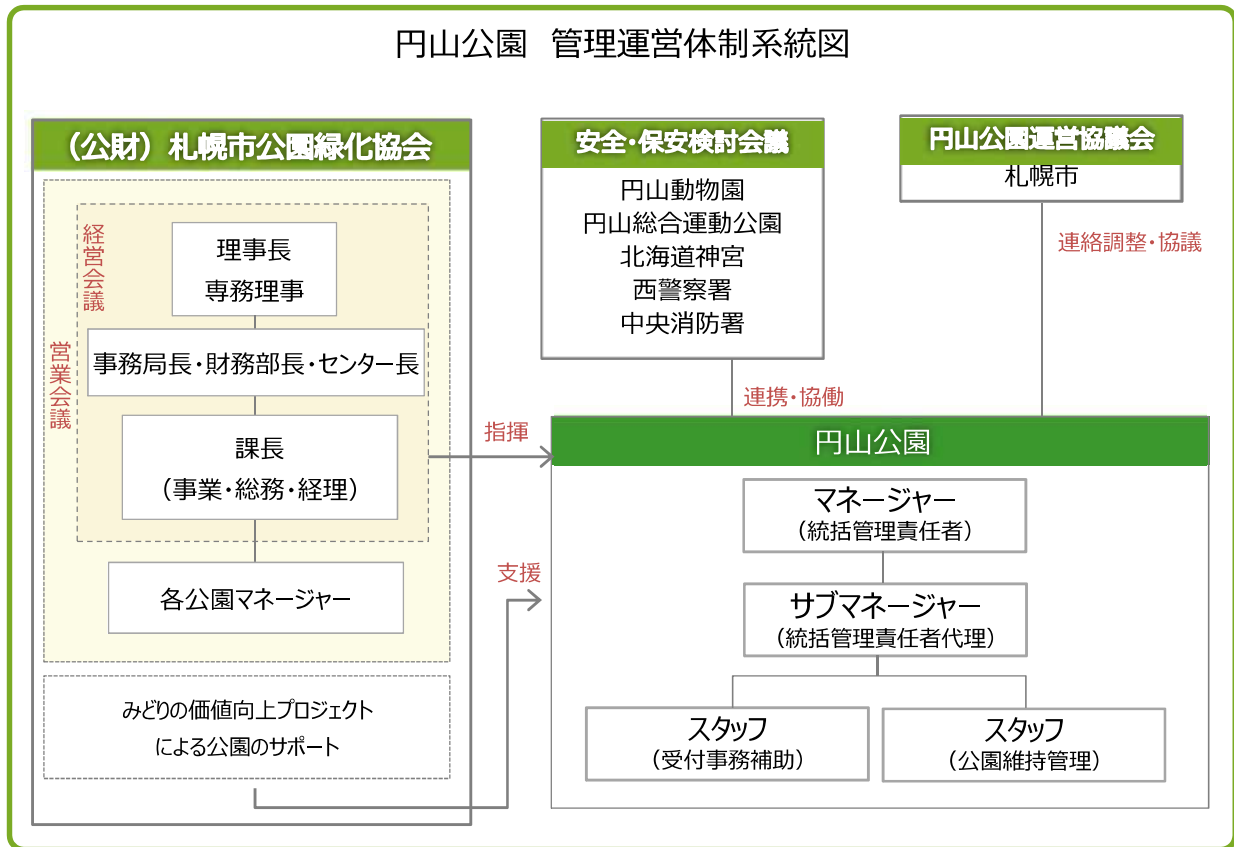 円山公園 管理運営体制系統図
（公財）札幌市公園緑化協会
経営会議
営業会議
理事長
専務理事
事務局長・財務部長・センター長
課長
（事業・総務・経理）
各公園マネージャー
みどりの価値向上プロジェクト
による公園のサポート
指揮
支援
安全・保安検討会議
円山動物園
円山総合運動公園
北海道神宮
西警察署
中央消防署
連携・協働
円山公園運営協議会
札幌市
連絡調整・協議
円山公園
マネージャー
（統括管理責任者）
サブマネージャー
（統括管理責任者代理）
スタッフ
（受付事務補助）
スタッフ
（公園維持管理）